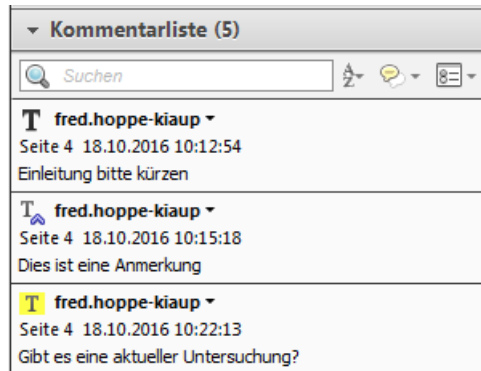 Kommentarliste (5)
Suchen
T fred.hoppe-kiaup
Seite 4 18.10.2016 10:12:54
Einleitung bitte kürzen
T fred.hoppe-kiaup
Seite 4 18.10.2016 10:15:18
Dies ist eine Anmerkung
T fred.hoppe-kiaup
Seite 4 18.10.2016 10:22:13
Gibt es eine aktueller Untersuchung?